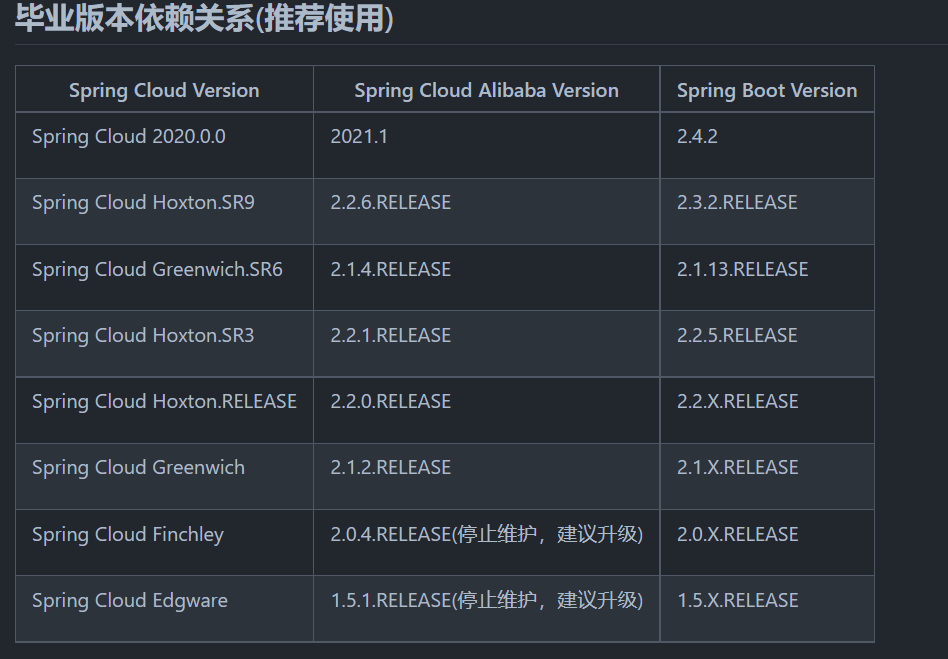 毕业版本依赖关系(推荐使用)
Spring Cloud Version Spring Cloud Alibaba Version Spring Boot Version
Spring Cloud 2020.0.0 2021.1 2.4.2
Spring Cloud Hoxton.SR9 2.2.6.RELEASE 2.3.2.RELEASE
Spring Cloud Greenwich.SR6 2.1.4.RELEASE 2.1.13.RELEASE
Spring Cloud Hoxton.SR3 2.2.1.RELEASE 2.2.5.RELEASE
Spring Cloud Hoxton.RELEASE 2.2.0.RELEASE 2.2.X.RELEASE
Spring Cloud Greenwich 2.1.2.RELEASE 2.1.X.RELEASE
Spring Cloud Finchley 2.0.4.RELEASE(停止维护，建议升级) 2.0.X.RELEASE
Spring Cloud Edgware 1.5.1.RELEASE(停止维护，建议升级) 1.5.X.RELEASE